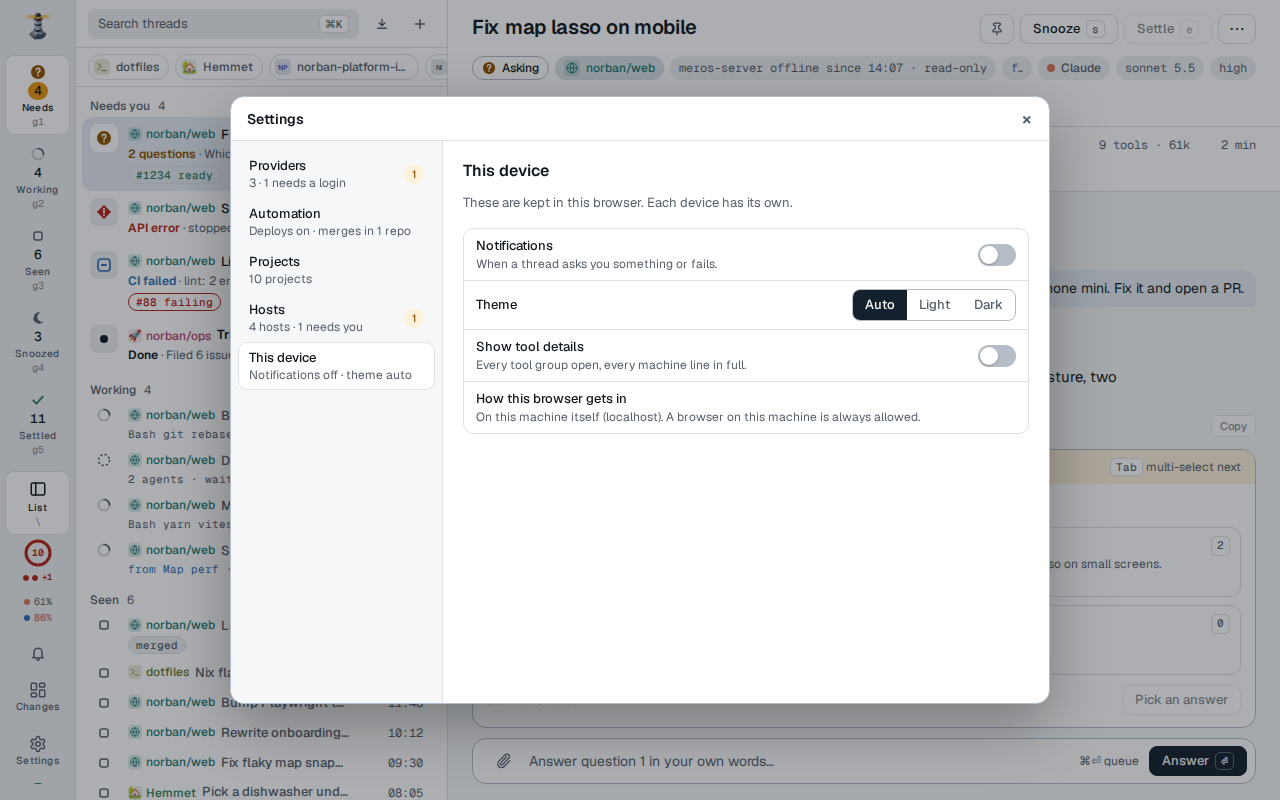 Search threads
⌘K
Fix map lasso on mobile
Snooze s
Settle e
4
Needs
g1
4
Working
g2
6
Seen
g3
3
Snoozed
g4
11
Settled
g5
List
\
10
+1
61%
86%
Changes
Settings
dotfiles
Hemmet
norban-platform-i…
Asking
norban/web
meros-server offline since 14:07 · read-only
f…
Claude
sonnet 5.5
high
9 tools · 61k
2 min
Needs you 4
norban/web
2 questions
#1234 ready
norban/web
API error · stopped
norban/web
CI failed · lint: 2
#88 failing
norban/ops
Done · Filed 6
Working 4
norban/web
Bash git rebase
norban/web
2 agents
norban/web
Bash yarn
norban/web
from Map perf
Seen 6
norban/web
merged
dotfiles Nix
norban/web Bump Playwright
norban/web Rewrite onboarding… 10:12
norban/web Fix flaky map snap… 09:30
Hemmet Pick a dishwasher und… 08:05
Settings
×
Providers
3 · 1 needs a login
1
Automation
Deploys on · merges in 1 repo
Projects
10 projects
Hosts
4 hosts · 1 needs you
1
This device
Notifications off · theme auto
This device
These are kept in this browser. Each device has its own.
Notifications
When a thread asks you something or fails.
Theme
Auto
Light
Dark
Show tool details
Every tool group open, every machine line in full.
How this browser gets in
On this machine itself (localhost). A browser on this machine is always allowed.
mini. Fix it and open a PR.
two
Copy
Tab multi-select next
2
so on small screens.
0
Pick an answer
Answer question 1 in your own words…
⌘⏎ queue
Answer ⏎